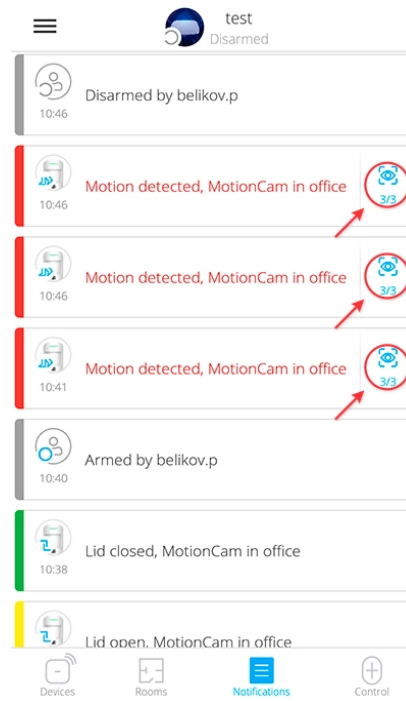 test
Disarmed
Disarmed by belikov.p
10:46
Motion detected, MotionCam in office
10:46
3/3
Motion detected, MotionCam in office
10:46
3/3
Motion detected, MotionCam in office
10:41
3/3
Armed by belikov.p
10:40
Lid closed, MotionCam in office
10:38
Lid open, MotionCam in office
Devices
Rooms
Notifications
Control